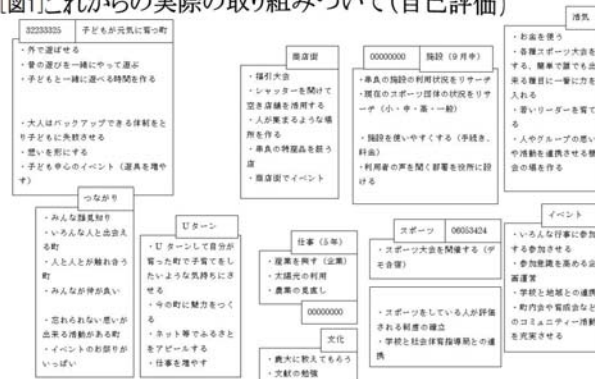 [図1]これからの実際の取り組みついて(自己評価)
32233325 子どもが元気に育つ町
・外で遊ばせる
・昔の遊びを一緒にやって遊ぶ
・子どもと一緒に遊べる時間を作る
・大人はバックアップできる体制をと
り子どもに失敗させる
・思いを形にする
・子ども中心のイベント(遊具を増や
す)
つながり
・みんな顔見知り
・いろんな人と出会え
る町
・人と人とが触れ合う
町
・みんなが仲が良い
・忘れられない思いが
出来る活動がある町
・イベントのお祭りが
いっぱい
Uターン
・U ターンして自分が
育った町で子育てをし
たいような気持ちにさ
せる
・今の町に魅力をつく
る
・ネット等でふるさと
をアピールする
・仕事を増やす
商店街
・福引大会
・シャッターを開けて
空き店舗を活用する
・人が集まるような場
所を作る
・串良の特産品を扱う
店
・商店街でイベント
仕事(5年)
・産業を興す(企業)
・太陽光の利用
・農業の見直し
00000000
文化
・鹿大に教えてもらう
・文献の勉強
00000000 施設(9月中)
・串良の施設の利用状況をリサーチ
・現在のスポーツ団体の状況をリサ
ーチ(小・中・高・一般)
・施設を使いやすくする(手続き、
料金)
・利用者の声を聞く部署を役所に設
ける
スポーツ 06053424
・スポーツ大会を開催する(デ
モ合宿)
・スポーツをしている人が評価
される制度の確立
・学校と社会体育指導員との連
携
活気
・お金を使う
・各種スポーツ大会を
する、簡単で誰でも出
来る種目に一番に力を
入れる
・若いリーダーを育て
る
・人やグループの思い
や活動を連携させる機
会の場を作る
イベント
・いろんな行事に参加
する参加させる
・参加意識を高める企
画運営
・学校と地域との連携
・町内会や育成会など
のコミュニティー活動
を充実させる